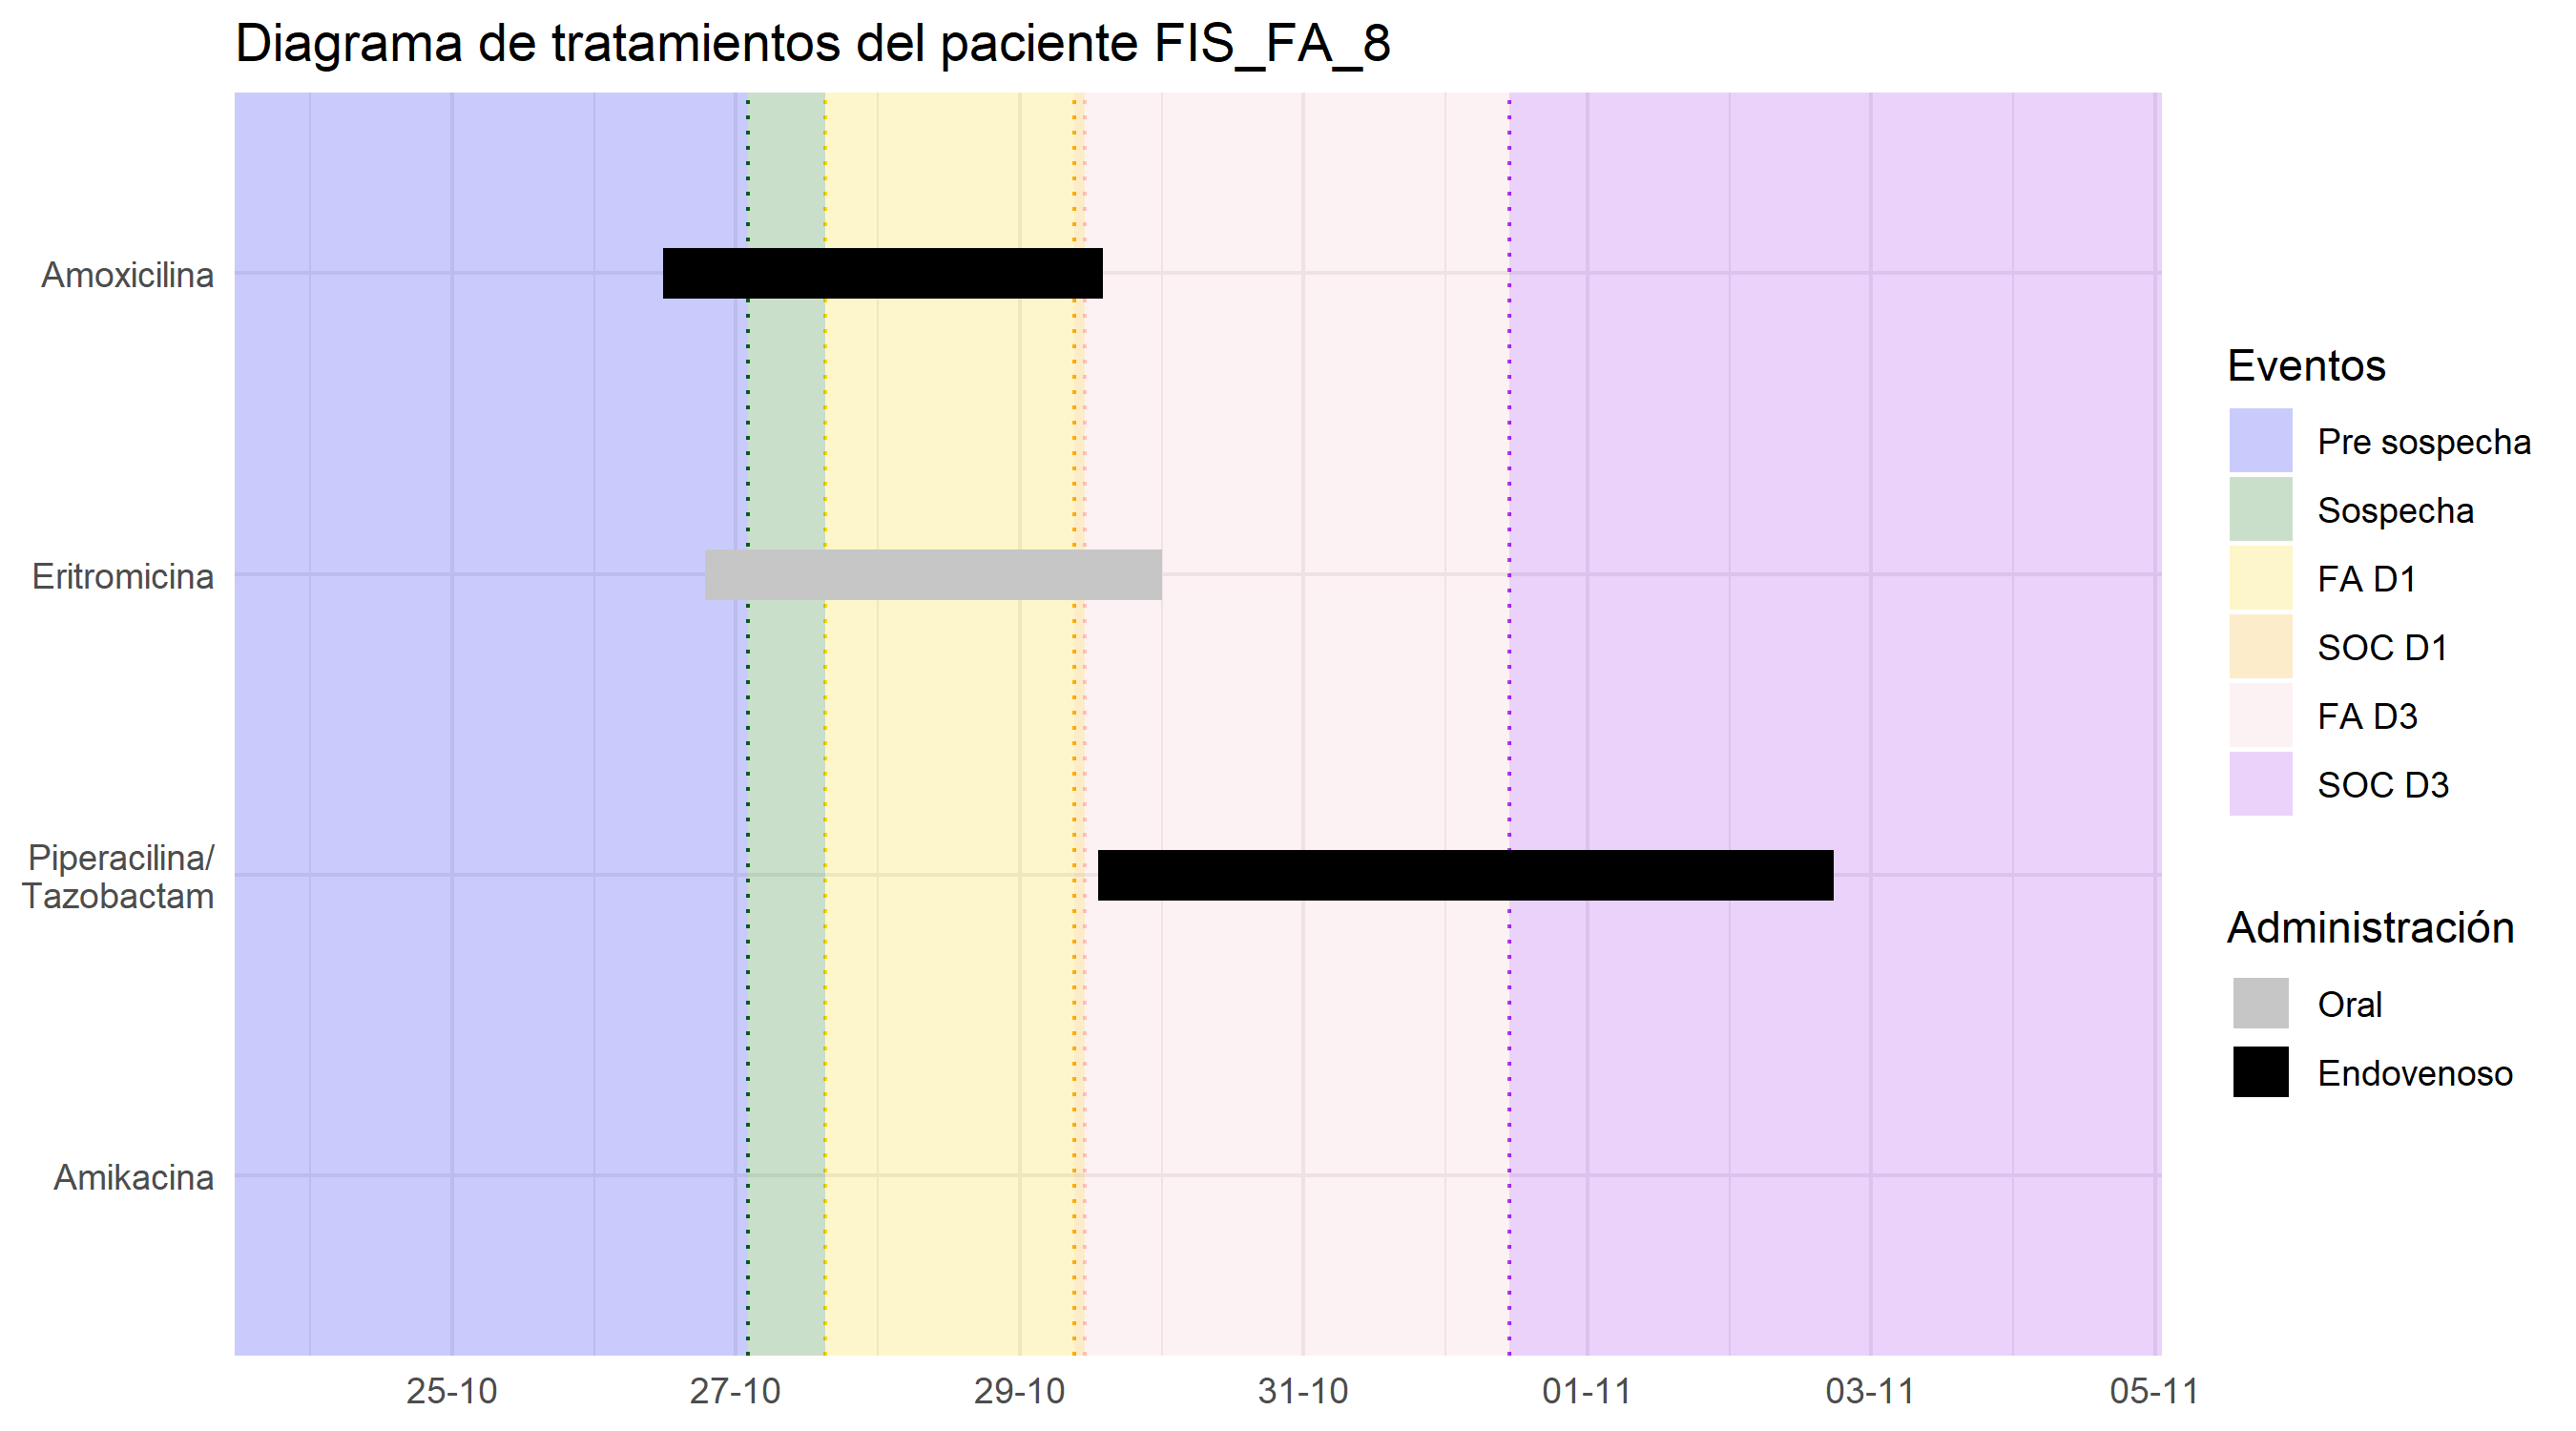 Diagrama de tratamientos del paciente FIS_FA_8
Amoxicilina
Eritromicina
Piperacilina/
Tazobactam
Amikacina
25-10
27-10
29-10
31-10
01-11
03-11
05-11
Eventos
Pre sospecha
Sospecha
FA D1
SOC D1
FA D3
SOC D3
Administración
Oral
Endovenoso